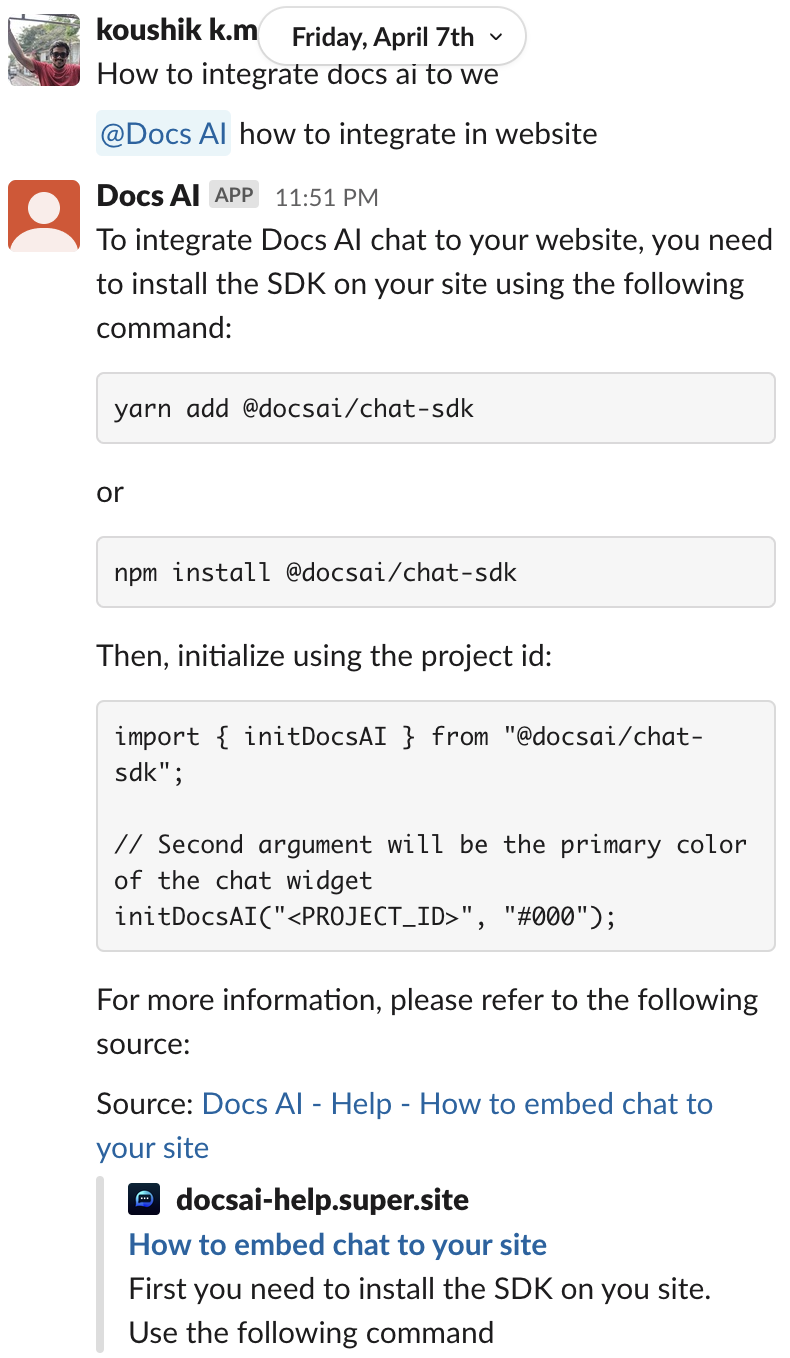 koustik k.m
Friday, April 7th
How to integrate docs ai to we
@Docs AI how to integrate in website
Docs AI APP 11:51 PM
To integrate Docs AI chat to your website, you need
to install the SDK on your site using the following
command:
yarn add @docsai/chat-sdk
or
npm install @docsai/chat-sdk
Then, initialize using the project id:
import { initDocsAI } from "@docsai/chat-
sdk";
// Second argument will be the primary color
of the chat widget
initDocsAI("<PROJECT_ID>", "#000");
For more information, please refer to the following
source:
Source: Docs AI - Help - How to embed chat to
your site
docsai-help.super.site
How to embed chat to your site
First you need to install the SDK on you site.
Use the following command